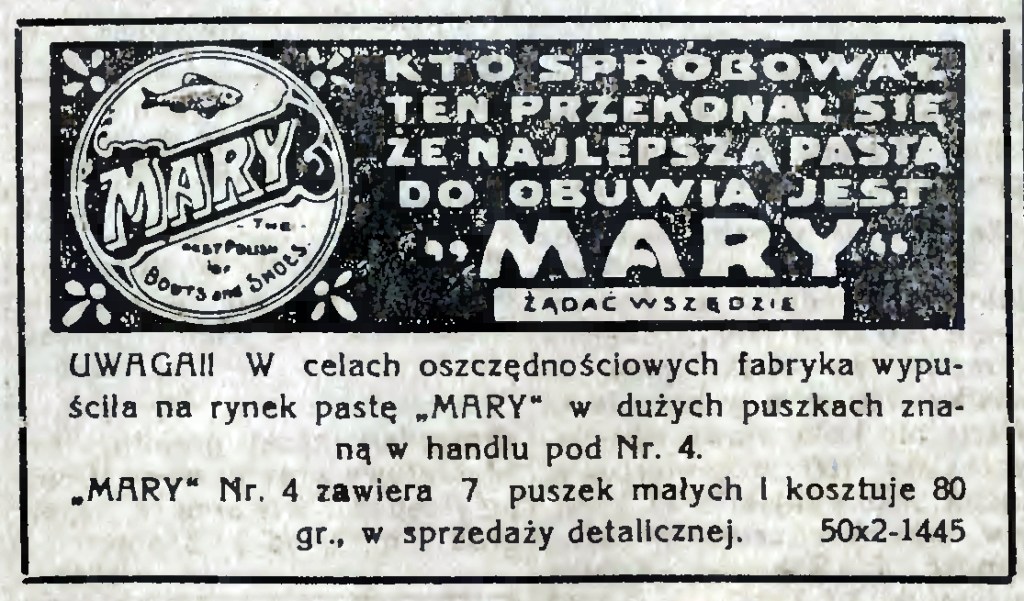 MARY
THE
BEST POLISH
for
BOOTS and SHOES.
KTO SPRÓBOWAŁ
TEN PRZEKONAŁ SIĘ
ŻE NAJLEPSZĄ PASTĄ
DO OBUWIA JEST
„MARY“
ŻĄDAĆ WSZĘDZIE
UWAGA!! W celach oszczędnościowych fabryka wypu-
ściła na rynek pastę „MARY“ w dużych puszkach zna-
ną w handlu pod Nr. 4.
„MARY“ Nr. 4 zawiera 7 puszek małych i kosztuje 80
gr., w sprzedaży detalicznej. 50x2-1445